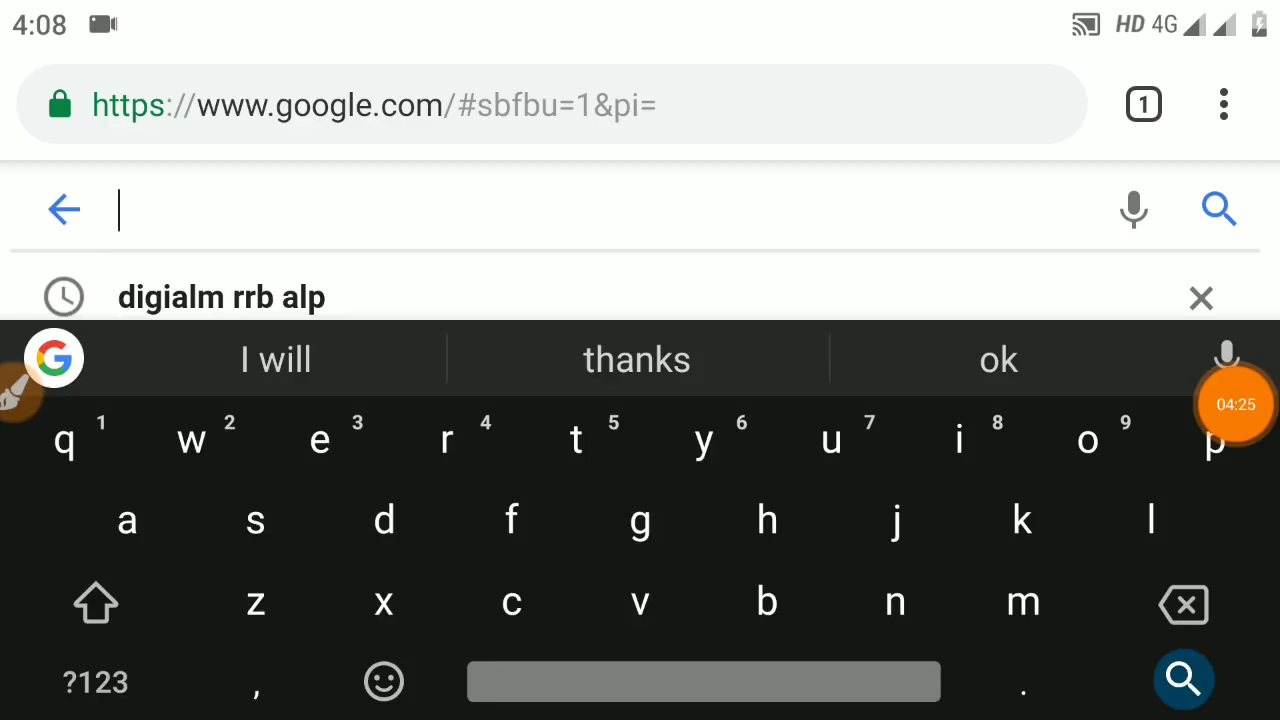 4:08 HD 4G
https://www.google.com/#sbfbu=1&pi= 1
digialm rrb alp
I will thanks ok
04:25
q 1 w 2 e 3 r 4 t 5 y 6 u 7 i 8 o 9 p
a s d f g h j k l
z x c v b n m
?123 , .